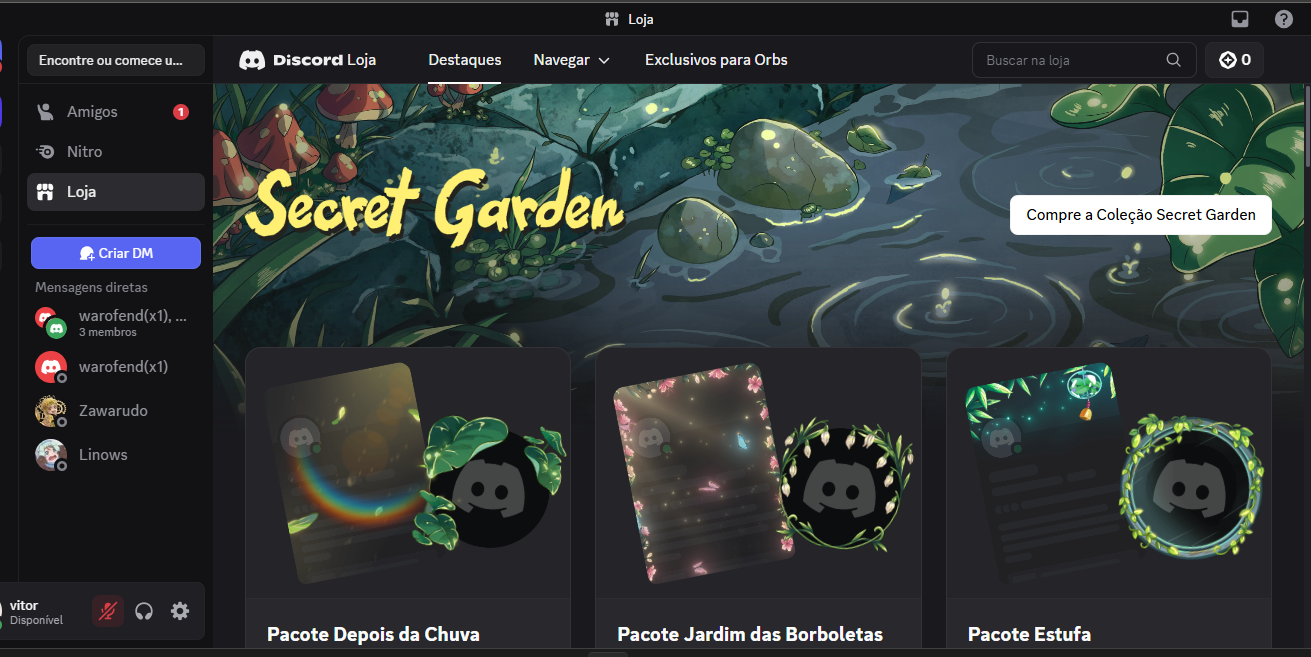 Loja
Encontre ou comece u...
Discord Loja
Destaques
Navegar
Exclusivos para Orbs
Buscar na loja
0
Amigos
1
Nitro
Loja
Criar DM
Mensagens diretas
warofend(x1), ...
3 membros
warofend(x1)
Zawarudo
Linows
vitor
Disponível
Secret Garden
Compre a Coleção Secret Garden
Pacote Depois da Chuva
Pacote Jardim das Borboletas
Pacote Estufa